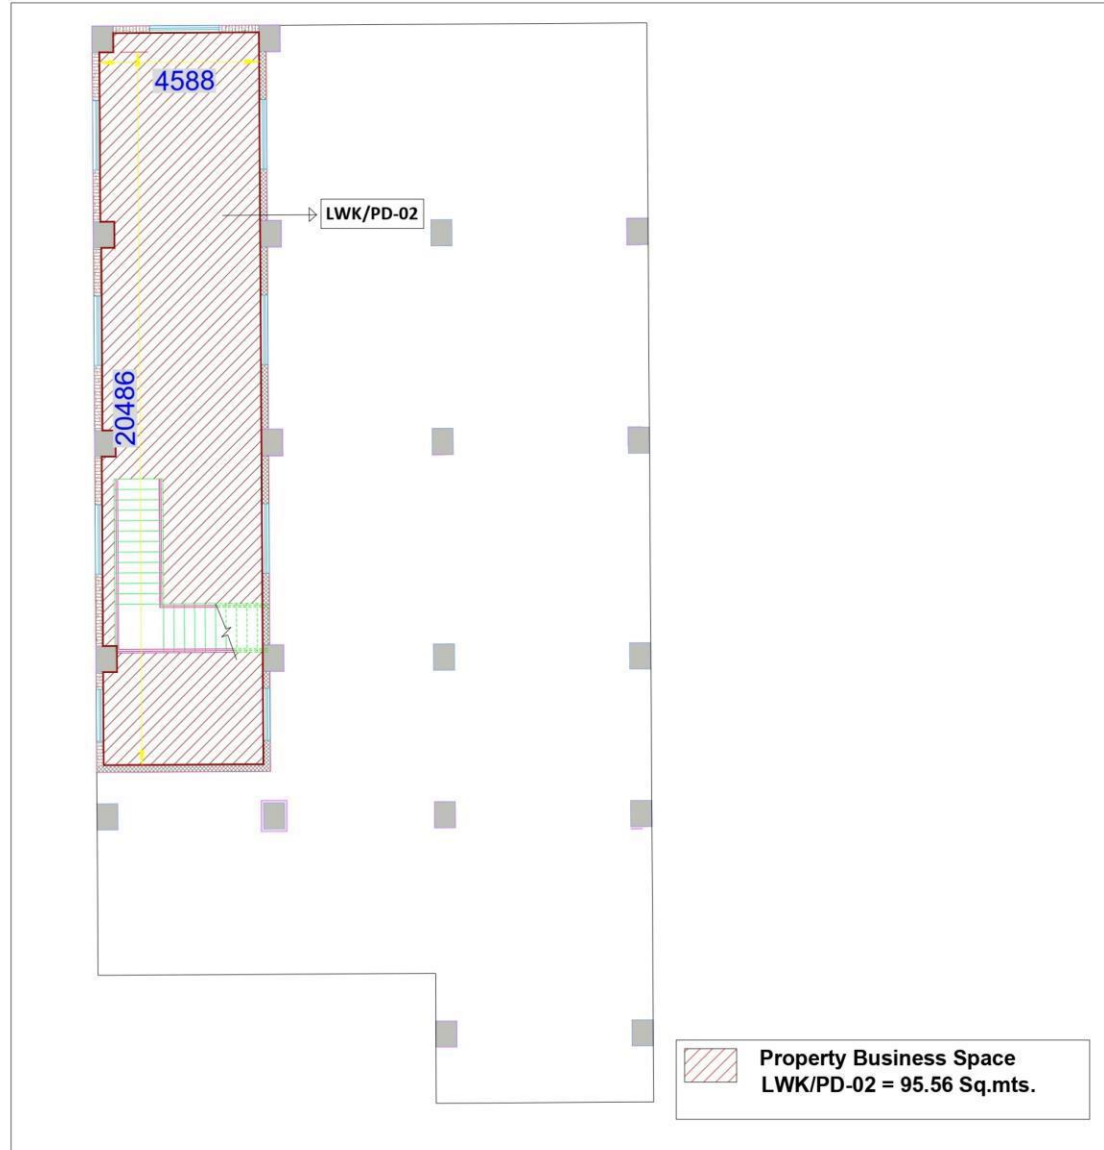 4588
LWK/PD-02
20486
Property Business Space
LWK/PD-02 = 95.56 Sq.mts.